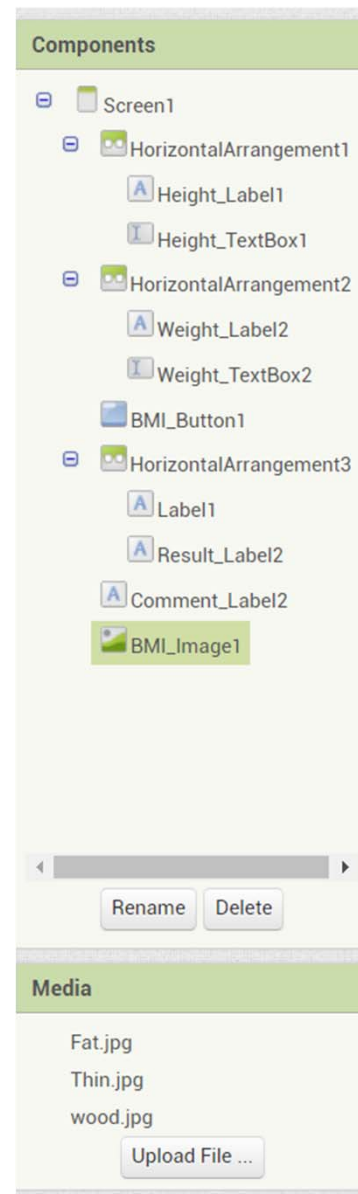 Components
Screen1
HorizontalArrangement1
Height_Label1
Height_TextBox1
HorizontalArrangement2
Weight_Label2
Weight_TextBox2
BMI_Button1
HorizontalArrangement3
Label1
Result_Label2
Comment_Label2
BMI_Image1
Rename Delete
Media
Fat.jpg
Thin.jpg
wood.jpg
Upload File ...